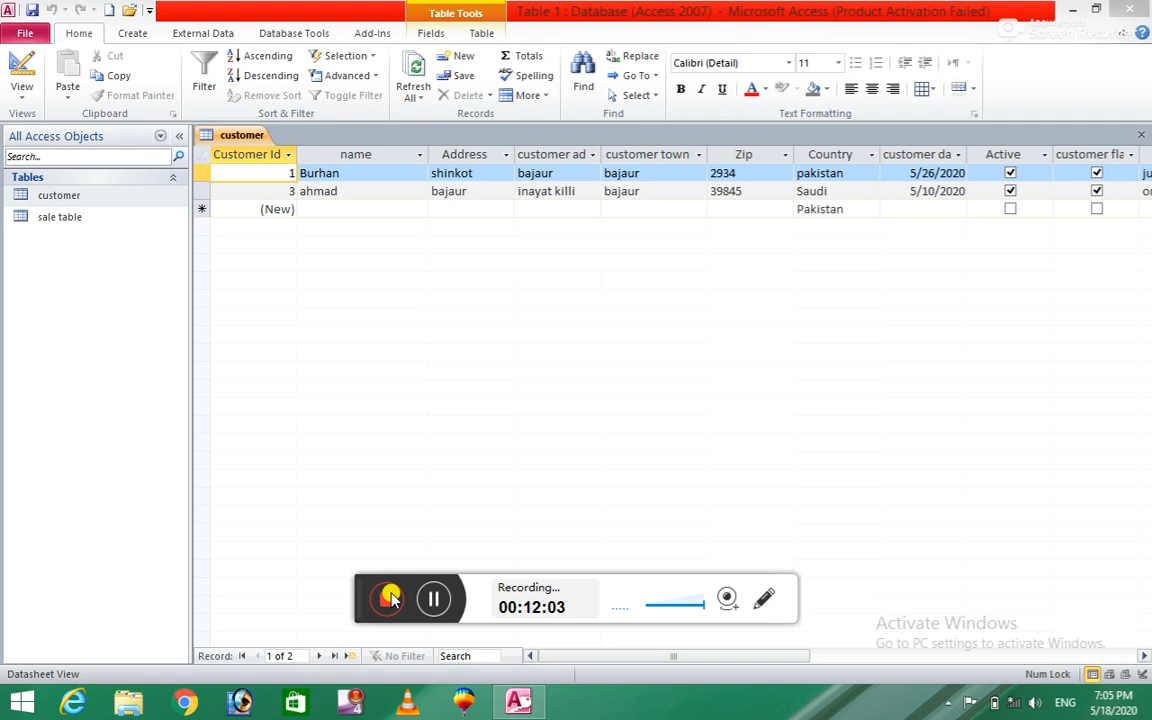 Table Tools
Table 1 : Database (Access 2007) - Microsoft Access (Product Activation Failed)
File
Home
Create
External Data
Database Tools
Add-Ins
Fields
Table
View
Views
Paste
Cut
Copy
Format Painter
Clipboard
Filter
Ascending
Descending
Remove Sort
Selection
Advanced
Toggle Filter
Sort & Filter
Refresh
All
New
Save
Delete
Totals
Spelling
More
Records
Find
Replace
Go To
Select
Find
Calibri (Detail)
11
B I U
A
Text Formatting
Screen Recorder
All Access Objects
Search...
Tables
customer
sale table
customer
Customer Id name Address customer ad customer town Zip Country customer da Active customer fla
1 Burhan shinkot bajaur bajaur 2934 pakistan 5/26/2020 ju
3 ahmad bajaur inayat killi bajaur 39845 Saudi 5/10/2020 or
* (New) Pakistan
Recording...
00:12:03
.....
Activate Windows
Go to PC settings to activate Windows.
Record: 1 of 2 No Filter Search
Datasheet View
Num Lock
4
ENG
7:05 PM
5/18/2020